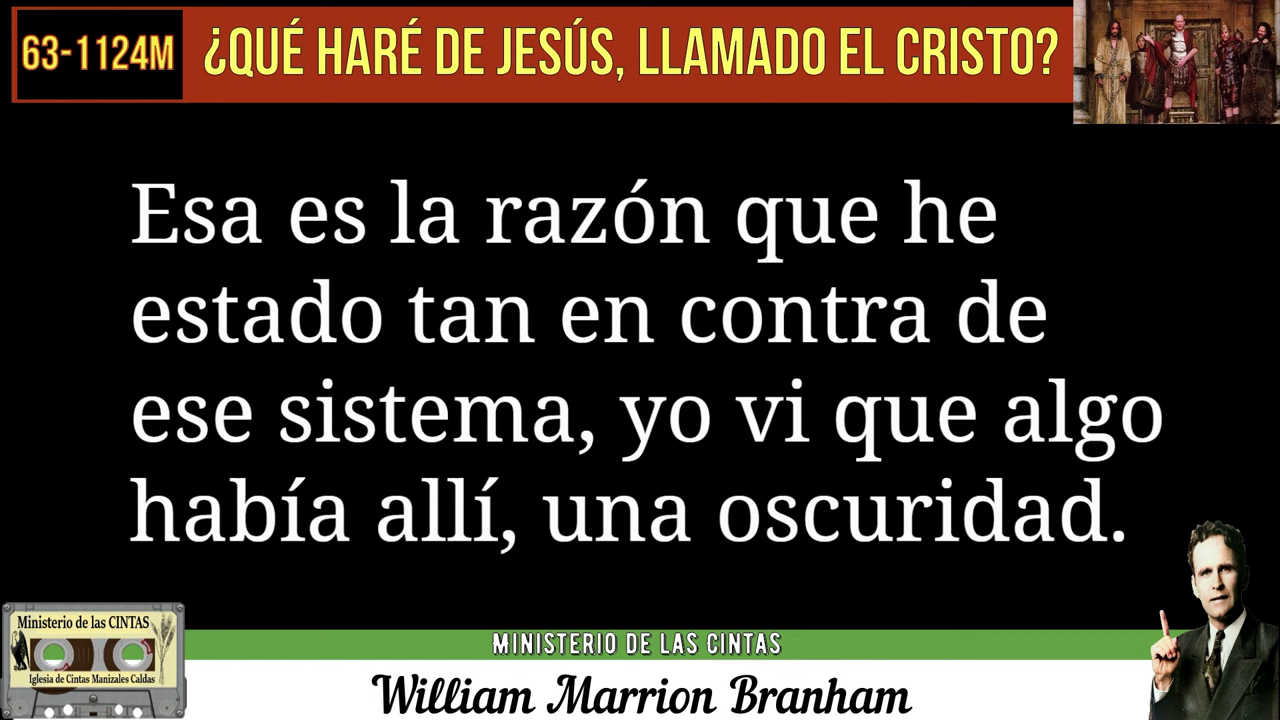 63-1124M
¿QUÉ HARÉ DE JESÚS, LLAMADO EL CRISTO?
Esa es la razón que he
estado tan en contra de
ese sistema, yo vi que algo
había allí, una oscuridad.
Ministerio de las CINTAS
Iglesia de Cintas Manizales Caldas
MINISTERIO DE LAS CINTAS
William Marrion Branham